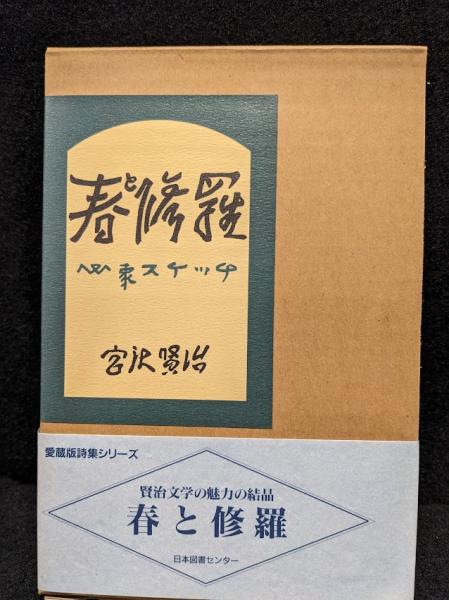 春と修羅
心象スケッチ
宮沢賢治
愛蔵版詩集シリーズ
賢治文学の魅力の結晶
春と修羅
日本図書センター